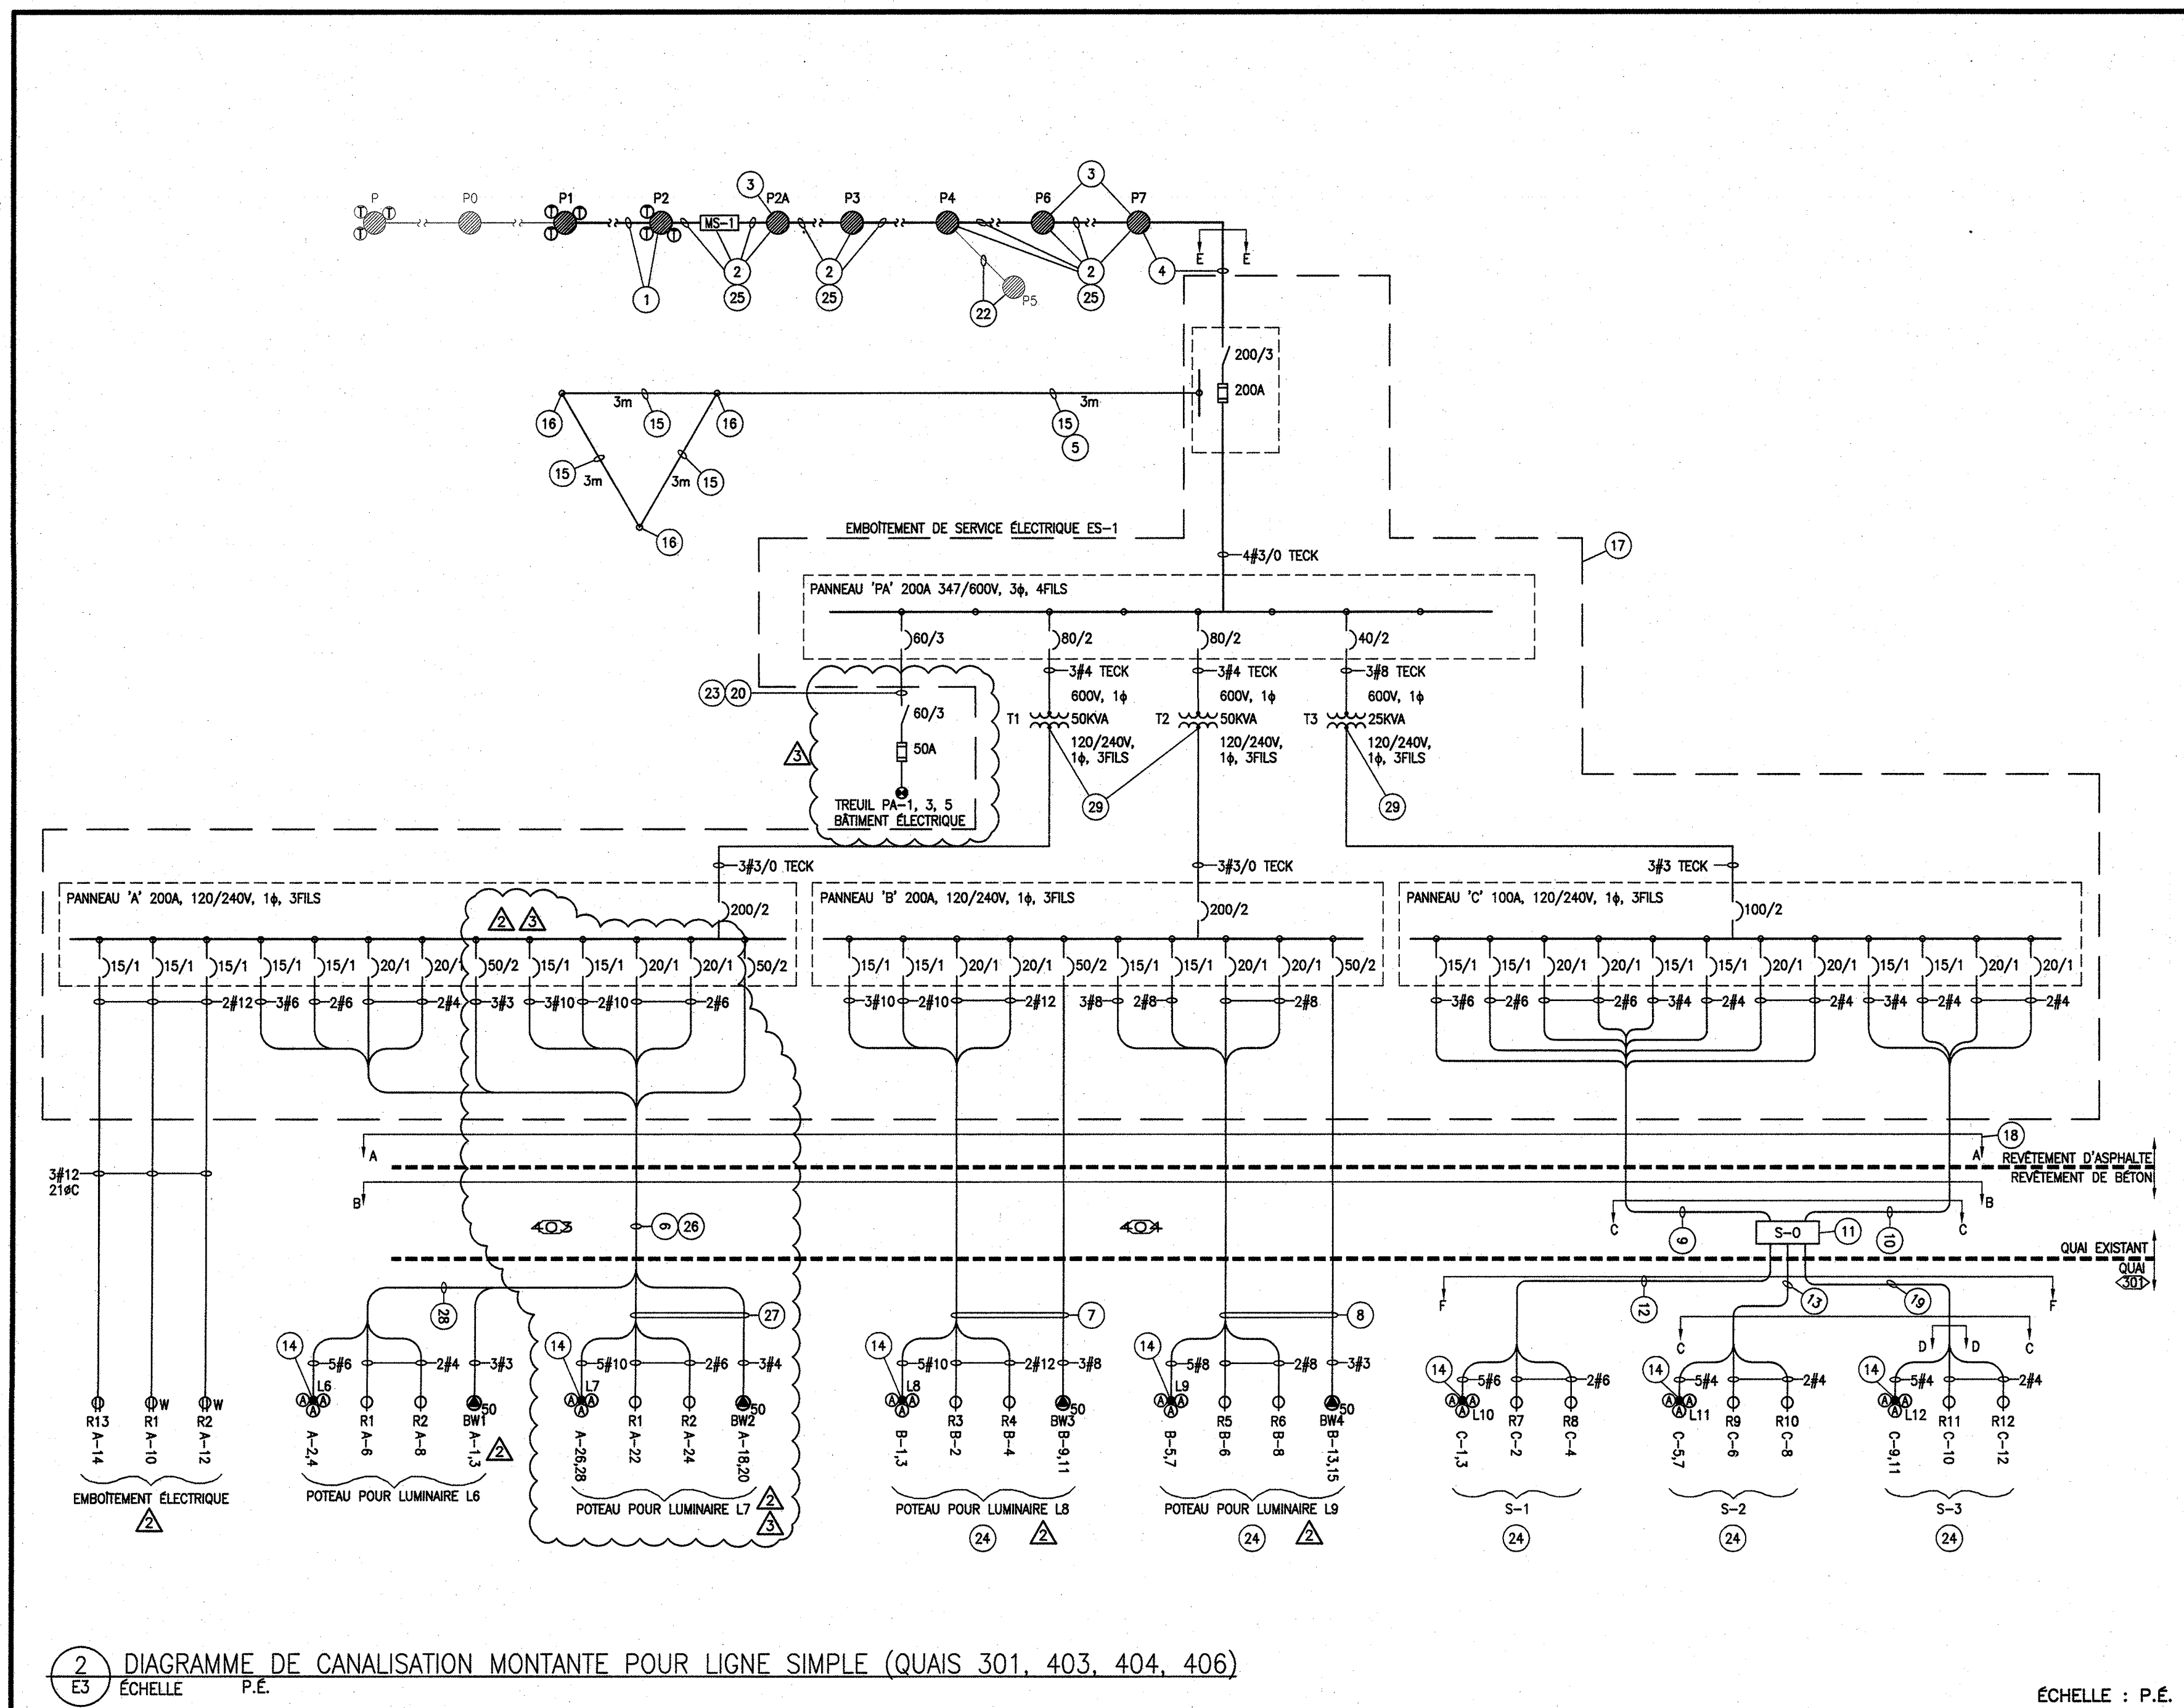 P P0 P1 P2 P2A P3 P4 P6 P7
T T T T T T T T T
3 3
MS-1
1 2 25 2 25 22 P5 2 25 4
E E
200/3
200A
3m 3m
16 15 16 15 5
15 3m 3m 15
16
EMBOÎTEMENT DE SERVICE ÉLECTRIQUE ES-1
17
4#3/0 TECK
PANNEAU 'PA' 200A 347/600V, 3ϕ, 4FILS
60/3 80/2 80/2 40/2
3#4 TECK 3#4 TECK 3#8 TECK
23 20
600V, 1ϕ 600V, 1ϕ 600V, 1ϕ
60/3
T1 50KVA T2 50KVA T3 25KVA
50A
120/240V, 120/240V, 120/240V,
1ϕ, 3FILS 1ϕ, 3FILS 1ϕ, 3FILS
3
29 29
TREUIL PA-1, 3, 5
BÂTIMENT ÉLECTRIQUE
3#3/0 TECK 3#3/0 TECK 3#3 TECK
PANNEAU 'A' 200A, 120/240V, 1ϕ, 3FILS
2 3
200/2
PANNEAU 'B' 200A, 120/240V, 1ϕ, 3FILS
200/2
PANNEAU 'C' 100A, 120/240V, 1ϕ, 3FILS
100/2
15/1 15/1 15/1 15/1 15/1 20/1 20/1 50/2 15/1 15/1 20/1 20/1 50/2
15/1 15/1 20/1 20/1 50/2 15/1 15/1 20/1 20/1 50/2
15/1 15/1 20/1 20/1 15/1 15/1 20/1 20/1 15/1 15/1 20/1 20/1
2#12 3#6 2#6 2#4 3#3 3#10 2#10 2#6
3#10 2#10 2#12 3#8 2#8 2#8
3#6 2#6 2#6 3#4 2#4 2#4 3#4 2#4 2#4
A A
18
REVÊTEMENT D'ASPHALTE
REVÊTEMENT DE BÉTON
3#12
21øC
B B
403 9 26 404
C 9 S-0 11 10 C
QUAI EXISTANT
QUAI
301
28 27 7 8
F 12 13 19 F
C D D C
14 5#6 2#4 3#3
14 5#10 2#6 3#4
14 5#10 2#12 3#8
14 5#8 2#8 3#3
14 5#6 2#6
14 5#4 2#4
14 5#4 2#4
W W
R13 A-14
R1 A-10
R2 A-12
L6 A A A
A-2,4
R1 A-6
R2 A-8
50
BW1 A-1,3
2
L7 A A A
A-26,28
R1 A-22
R2 A-24
50
BW2 A-18,20
L8 A A A
B-1,3
R3 B-2
R4 B-4
50
BW3 B-9,11
L9 A A A
B-5,7
R5 B-6
R6 B-8
50
BW4 B-13,15
L10 A A A
C-1,3
R7 C-2
R8 C-4
L11 A A A
C-5,7
R9 C-6
R10 C-8
L12 A A A
C-9,11
R11 C-10
R12 C-12
EMBOÎTEMENT ÉLECTRIQUE
2
POTEAU POUR LUMINAIRE L6
POTEAU POUR LUMINAIRE L7
2
3
POTEAU POUR LUMINAIRE L8
24 2
POTEAU POUR LUMINAIRE L9
24 2
S-1
24
S-2
24
S-3
24
2
E3
DIAGRAMME DE CANALISATION MONTANTE POUR LIGNE SIMPLE (QUAIS 301, 403, 404, 406)
ÉCHELLE P.É.
ÉCHELLE : P.É.